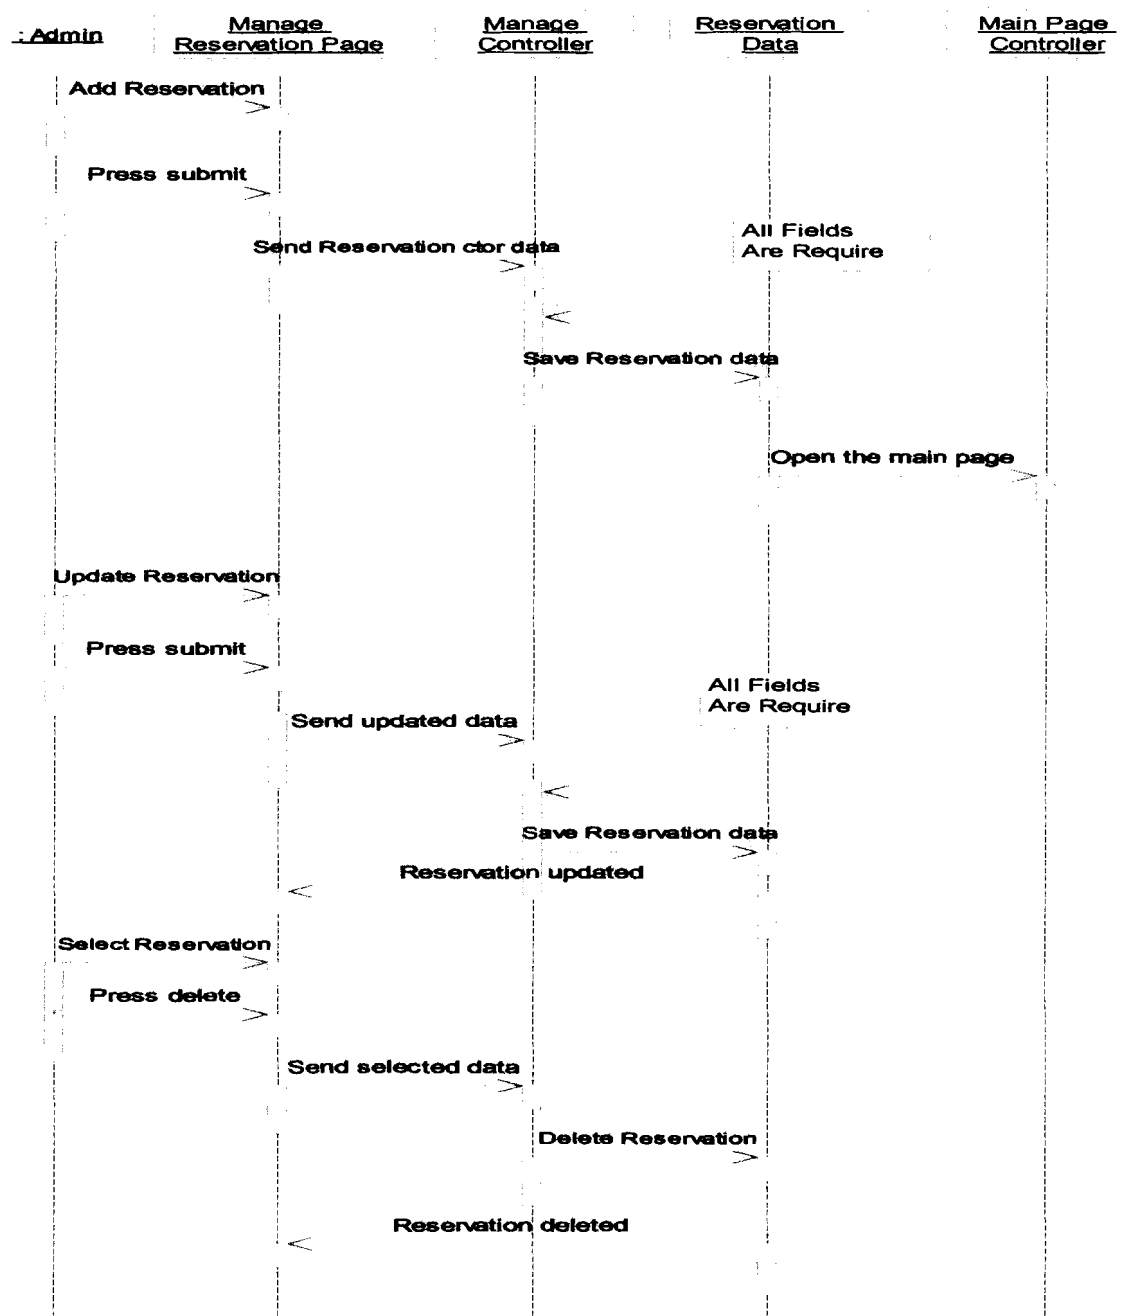 : Admin
Manage
Reservation Page
Manage
Controller
Reservation
Data
Main Page
Controller
Add Reservation
Press submit
All Fields
Are Require
Send Reservation ctor data
Save Reservation data
Open the main page
Update Reservation
Press submit
All Fields
Are Require
Send updated data
Save Reservation data
Reservation updated
Select Reservation
Press delete
Send selected data
Delete Reservation
Reservation deleted